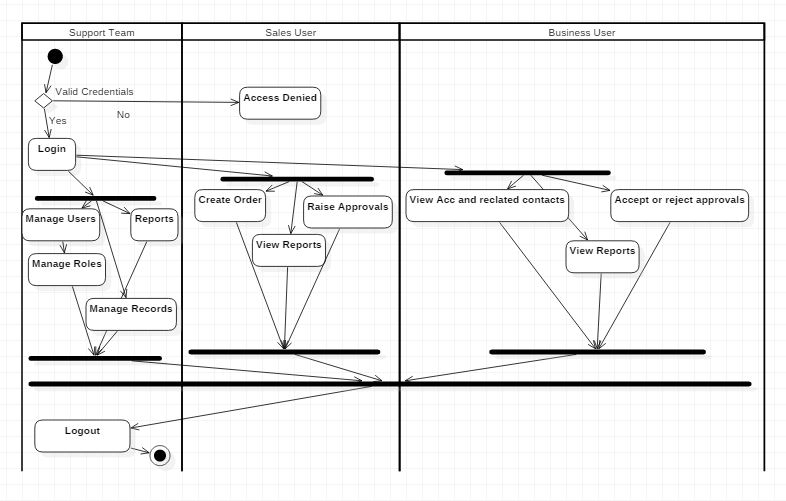 Support Team
Sales User
Business User
Valid Credentials
Access Denied
No
Yes
Login
Create Order
Raise Approvals
View Acc and reclated contacts
Accept or reject approvals
Manage Users
Reports
View Reports
View Reports
Manage Roles
Manage Records
Logout